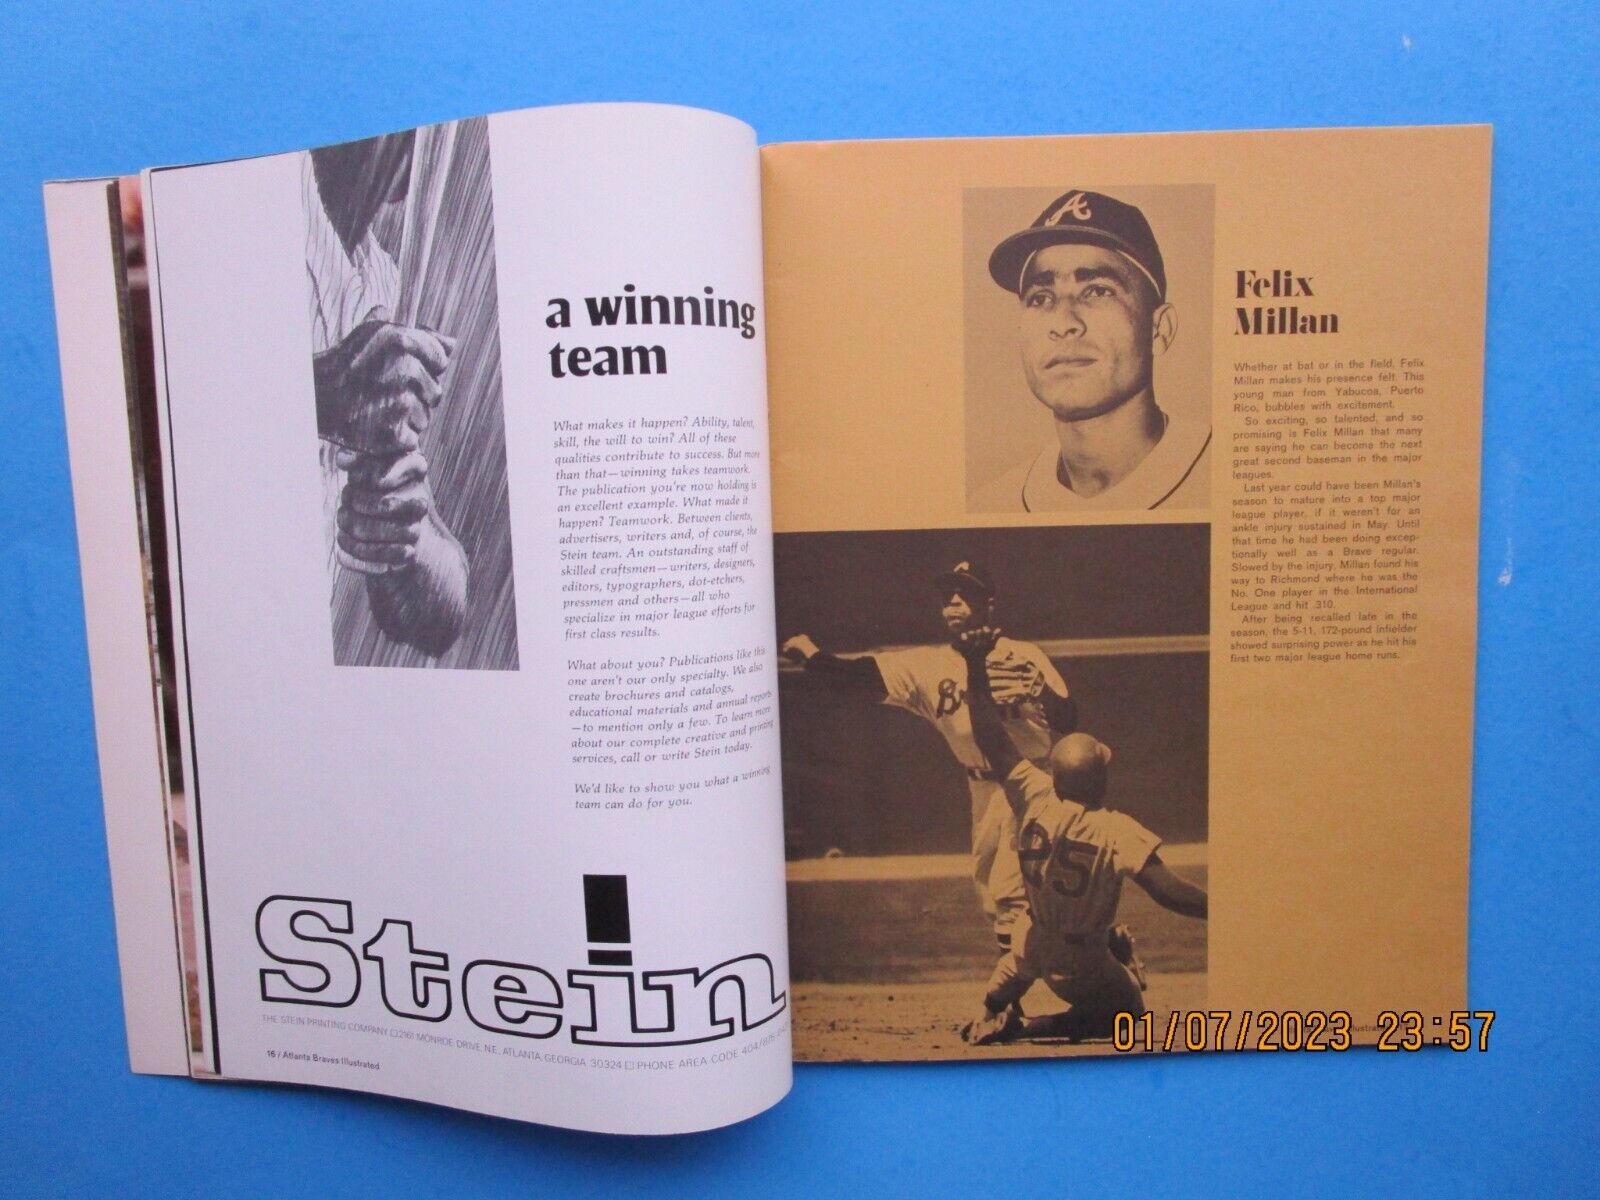 a winning
team
What makes it happen? Ability, talent,
skill, the will to win? All of these
qualities contribute to success. But more
than that—winning takes teamwork.
The publication you're now holding is
an excellent example. What made it
happen? Teamwork. Between clients,
advertisers, writers and, of course, the
Stein team. An outstanding staff of
skilled craftsmen—writers, designers,
editors, typographers, dot-etchers,
pressmen and others—all who
specialize in major league efforts for
first class results.
What about you? Publications like this
one aren't our only specialty. We also
create brochures and catalogs,
educational materials and annual reports
—to mention only a few. To learn more
about our complete creative and printing
services, call or write Stein today.
We'd like to show you what a winning
team can do for you.
Stein
THE STEIN PRINTING COMPANY □ 2161 MONROE DRIVE, N.E., ATLANTA, GEORGIA 30324 □ PHONE AREA CODE 404/875-
16 / Atlanta Braves Illustrated
A
Felix
Millan
Whether at bat or in the field, Felix
Millan makes his presence felt. This
young man from Yabucoa, Puerto
Rico, bubbles with excitement.
So exciting, so talented, and so
promising is Felix Millan that many
are saying he can become the next
great second baseman in the major
leagues.
Last year could have been Millan's
season to mature into a top major
league player, if it weren't for an
ankle injury sustained in May. Until
that time he had been doing excep-
tionally well as a Brave regular.
Slowed by the injury, Millan found his
way to Richmond where he was the
No. One player in the International
League and hit .310.
After being recalled late in the
season, the 5-11, 172-pound infielder
showed surprising power as he hit his
first two major league home runs.
A
25
01/07/2023 23:57